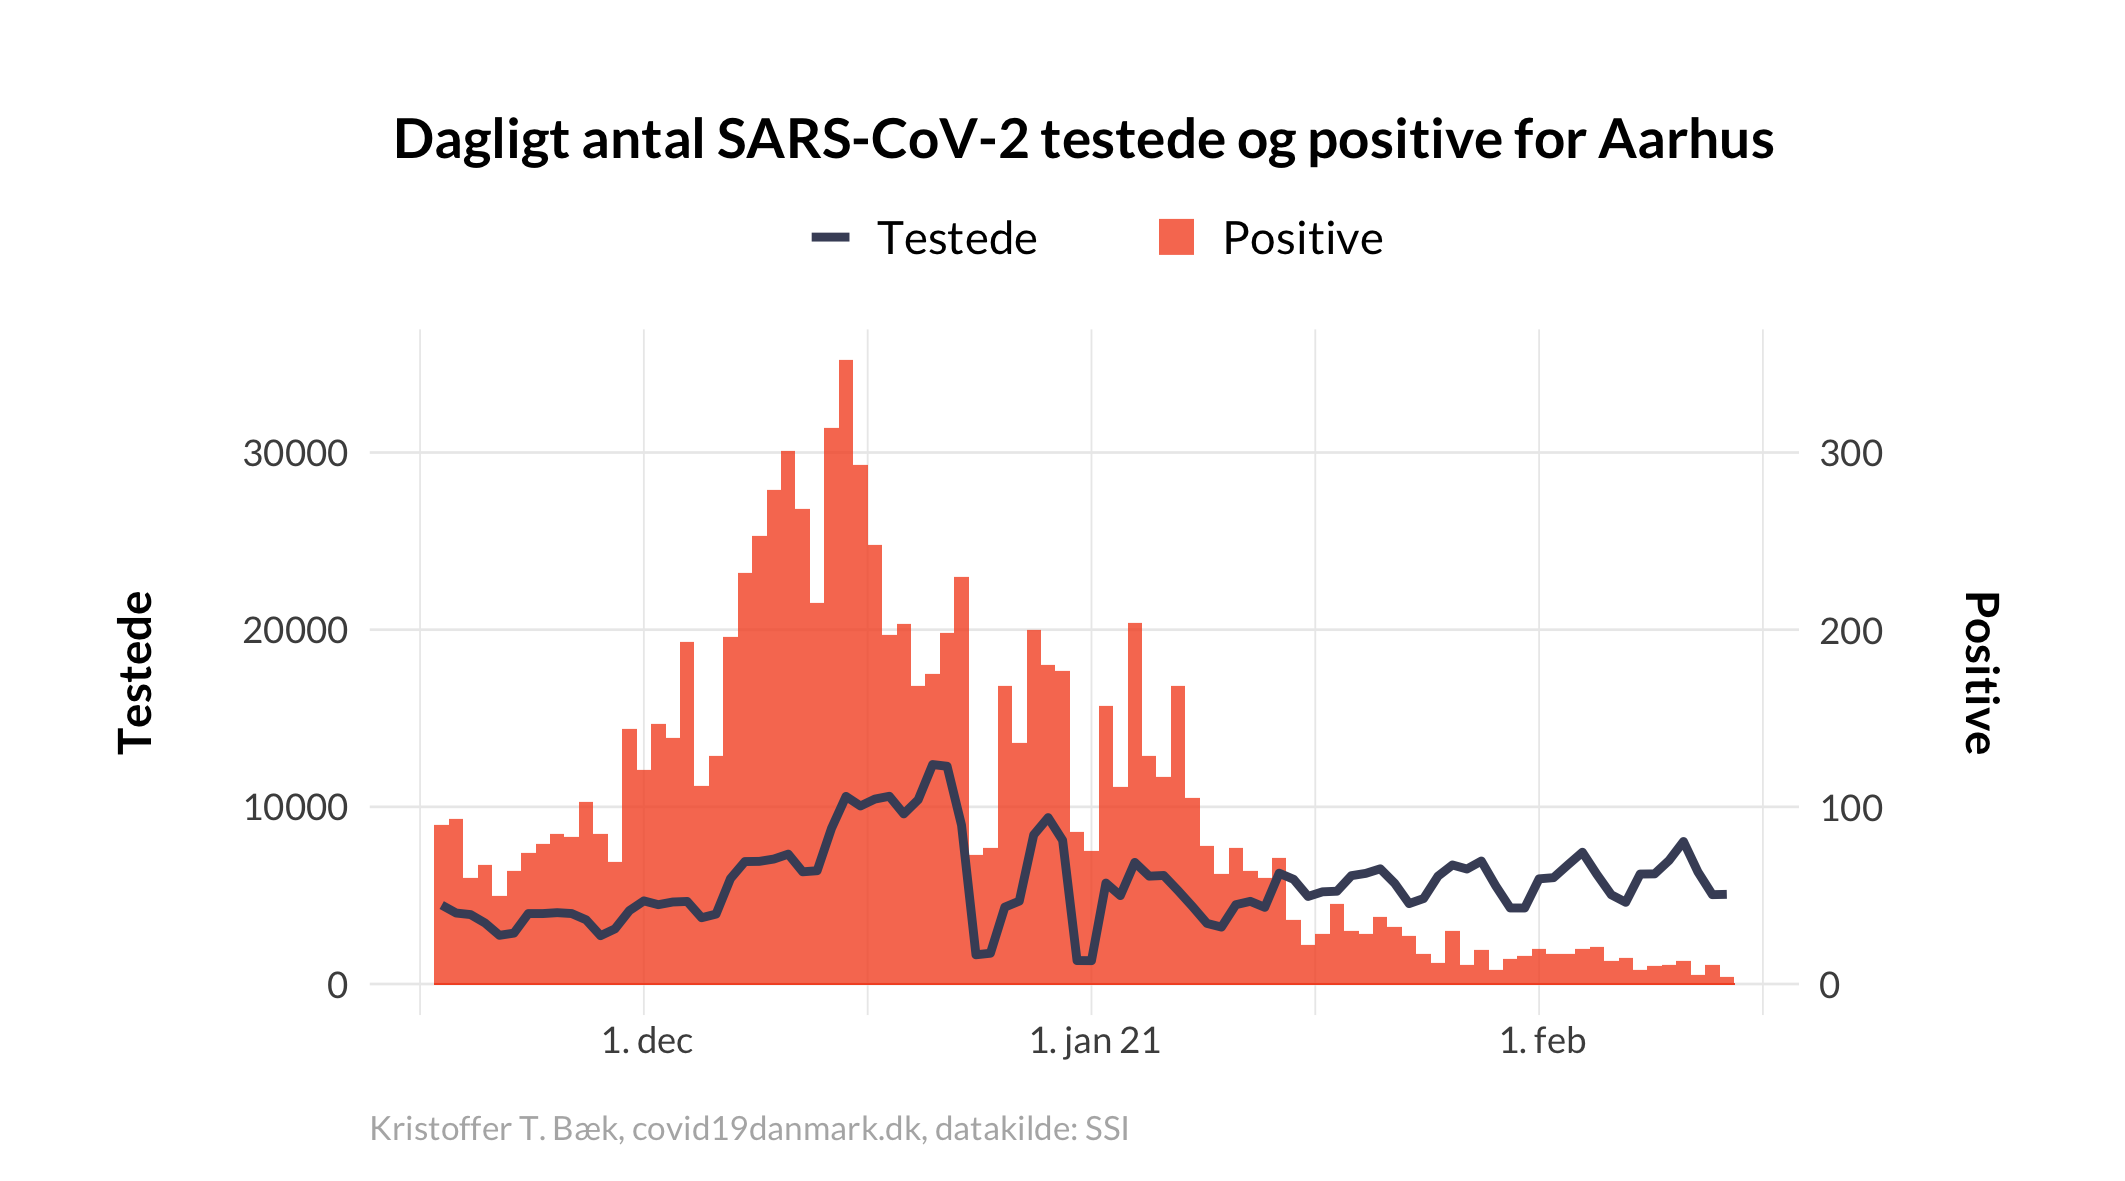 Dagligt antal SARS-CoV-2 testede og positive for Aarhus
Testede
Positive
30000
20000
10000
0
Testede
300
200
100
0
Positive
1. dec
1. jan 21
1. feb
Kristoffer T. Bæk, covid19danmark.dk, datakilde: SSI